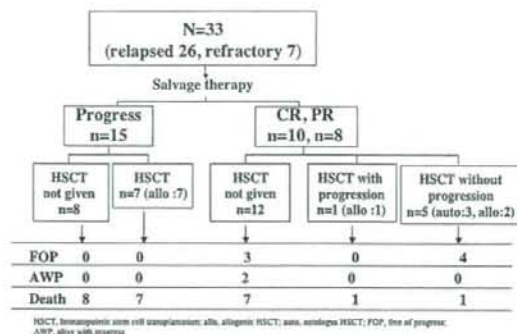 N=33
(relapsed 26, refractory 7)
Salvage therapy
Progress
n=15
CR, PR
n=10, n=8
HSCT
not given
n=8
HSCT
n=7 (allo :7)
HSCT
not given
n=12
HSCT with
progression
n=1 (allo :1)
HSCT without
progression
n=5 (auto:3, allo:2)
FOP 0 0 3 0 4
AWP 0 0 2 0 0
Death 8 7 7 1 1
HSCT, hematopoietic stem cell transplantation; allo, allogenic HSCT; auto, autologus HSCT; FOP, free of progress;
AWP, alive with progress